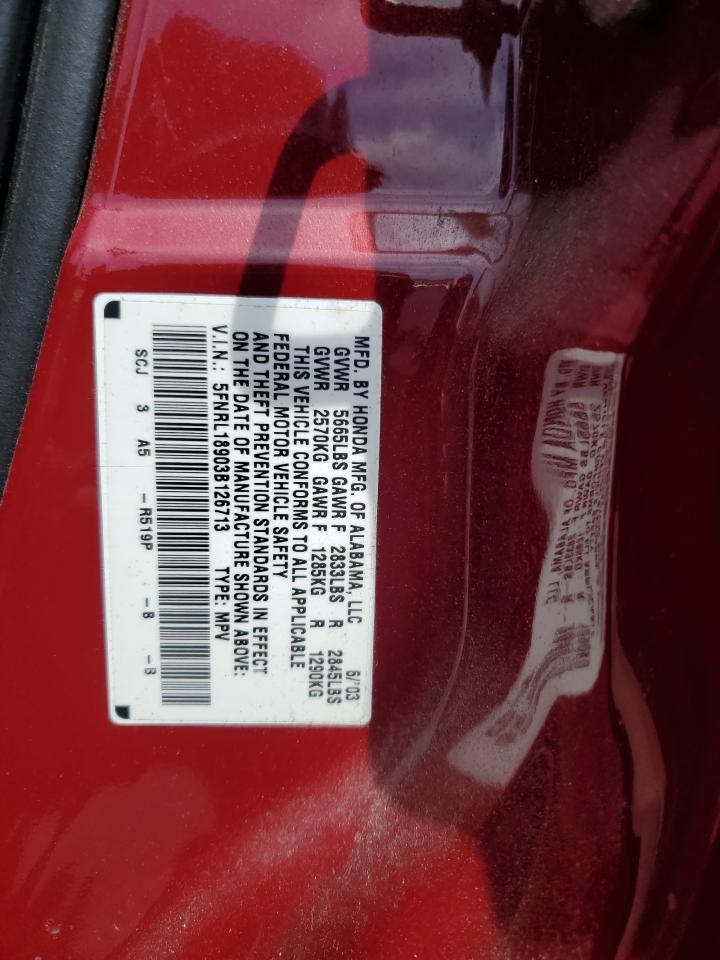 MFD. BY HONDA MFG. OF ALABAMA, LLC 6/'03
GVWR 5665LBS GAWR F 2833LBS R 2845LBS
GVWR 2570KG GAWR F 1285KG R 1290KG
THIS VEHICLE CONFORMS TO ALL APPLICABLE
FEDERAL MOTOR VEHICLE SAFETY
AND THEFT PREVENTION STANDARDS IN EFFECT
ON THE DATE OF MANUFACTURE SHOWN ABOVE:
V.I.N.: 5FNRL18903B126713 TYPE: MPV
SCJ 3 A5 -R519P -B -B